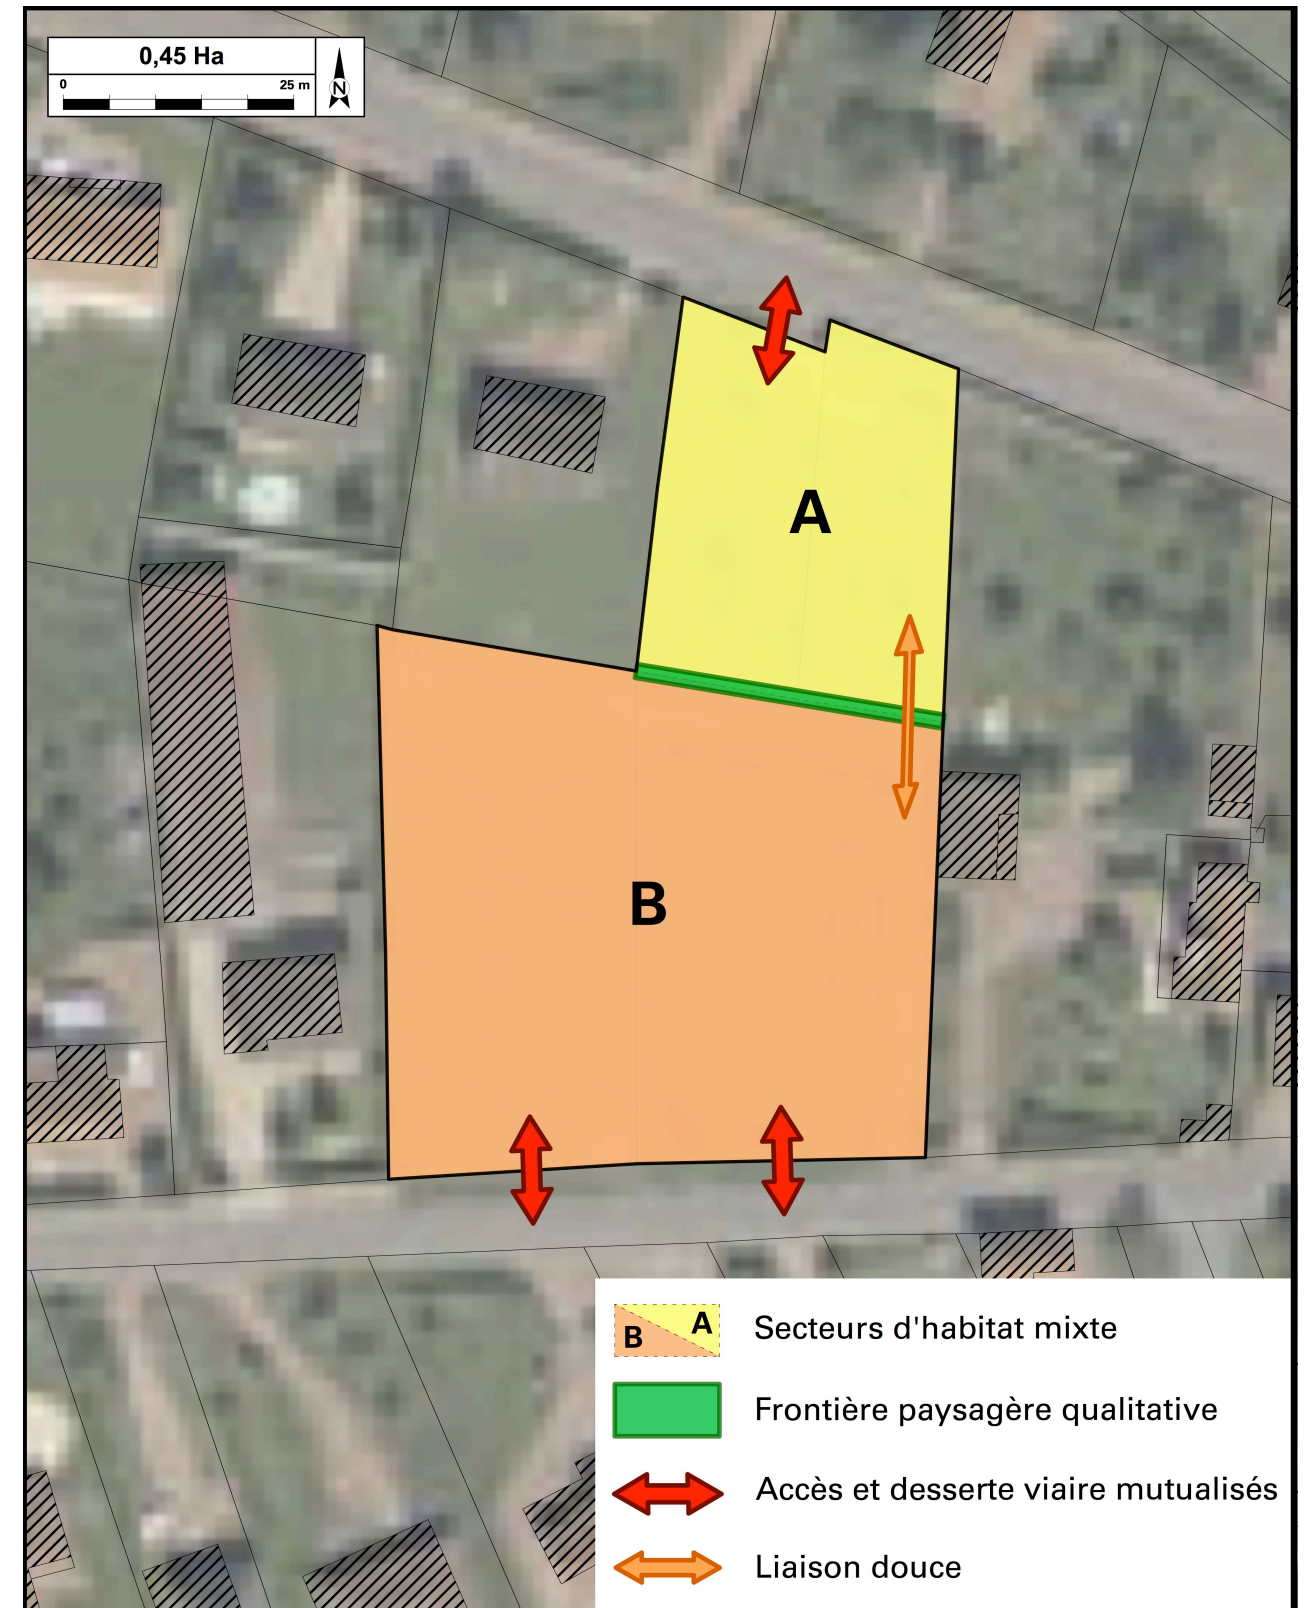 0,45 Ha
0 25 m
N
A
B
B A Secteurs d'habitat mixte
Frontière paysagère qualitative
Accès et desserte viaire mutualisés
Liaison douce